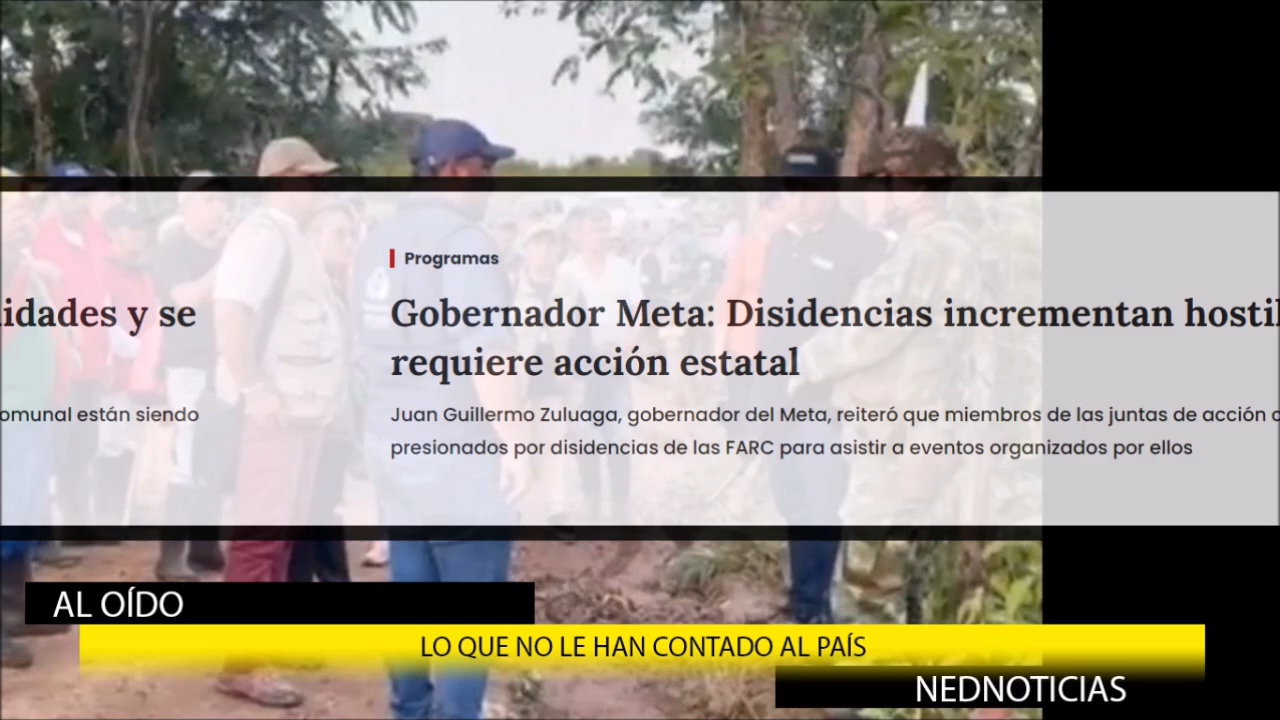 Programas
idades y se
Gobernador Meta: Disidencias incrementan hostil
requiere acción estatal
omunal están siendo
Juan Guillermo Zuluaga, gobernador del Meta, reiteró que miembros de las juntas de acción c
presionados por disidencias de las FARC para asistir a eventos organizados por ellos
AL OÍDO
LO QUE NO LE HAN CONTADO AL PAÍS
NEDNOTICIAS